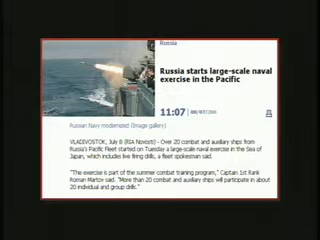 Russia
Russia starts large-scale naval
exercise in the Pacific
11:07
Russian Navy modernized (image gallery)
VLADIVOSTOK, July 8 (RIA Novosti) - Over 20 combat and auxiliary ships from
Russia's Pacific Fleet started on Tuesday a large-scale naval exercise in the Sea of
Japan, which includes live firing drills, a fleet spokesman said.
"The exercise is part of the summer combat training program," Captain 1st Rank
Roman Martov said. "More than 20 combat and auxiliary ships will participate in about
20 individual and group drills."